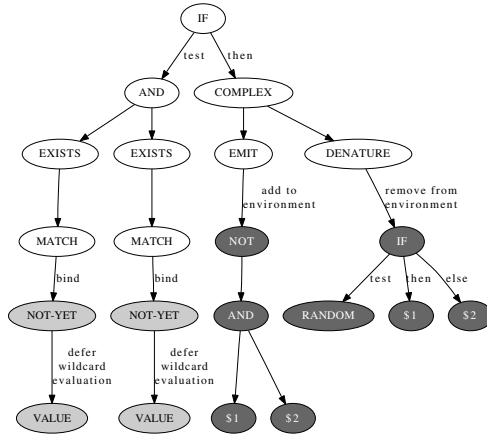 IF
test
then
AND
COMPLEX
EXISTS
EXISTS
EMIT
DENATURE
add to
environment
remove from
environment
MATCH
MATCH
NOT
IF
bind
bind
test
then
else
NOT-YET
NOT-YET
AND
RANDOM
$1
$2
defer
wildcard
evaluation
defer
wildcard
evaluation
VALUE
VALUE
$1
$2